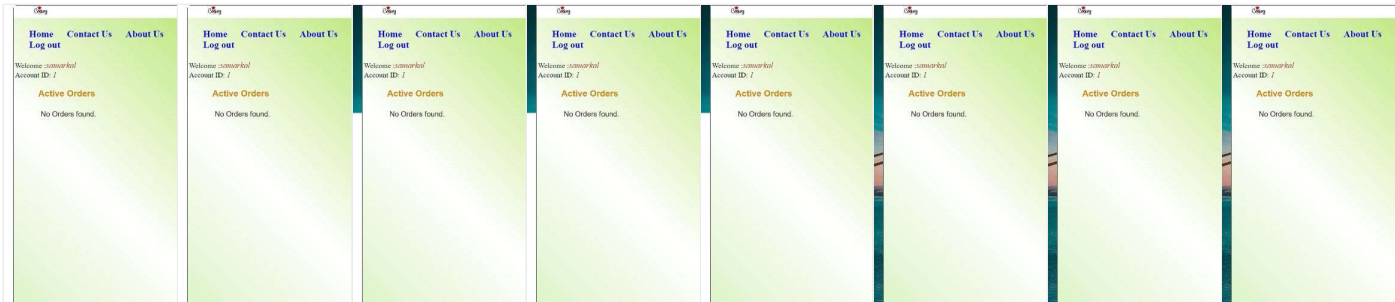 Home Contact Us About Us
Log out
Welcome :samarkal
Account ID: 1
Active Orders
No Orders found.
Home Contact Us About Us
Log out
Welcome :samarkal
Account ID: 1
Active Orders
No Orders found.
Home Contact Us About Us
Log out
Welcome :samarkal
Account ID: 1
Active Orders
No Orders found.
Home Contact Us About Us
Log out
Welcome :samarkal
Account ID: 1
Active Orders
No Orders found.
Home Contact Us About Us
Log out
Welcome :samarkal
Account ID: 1
Active Orders
No Orders found.
Home Contact Us About Us
Log out
Welcome :samarkal
Account ID: 1
Active Orders
No Orders found.
Home Contact Us About Us
Log out
Welcome :samarkal
Account ID: 1
Active Orders
No Orders found.
Home Contact Us About Us
Log out
Welcome :samarkal
Account ID: 1
Active Orders
No Orders found.